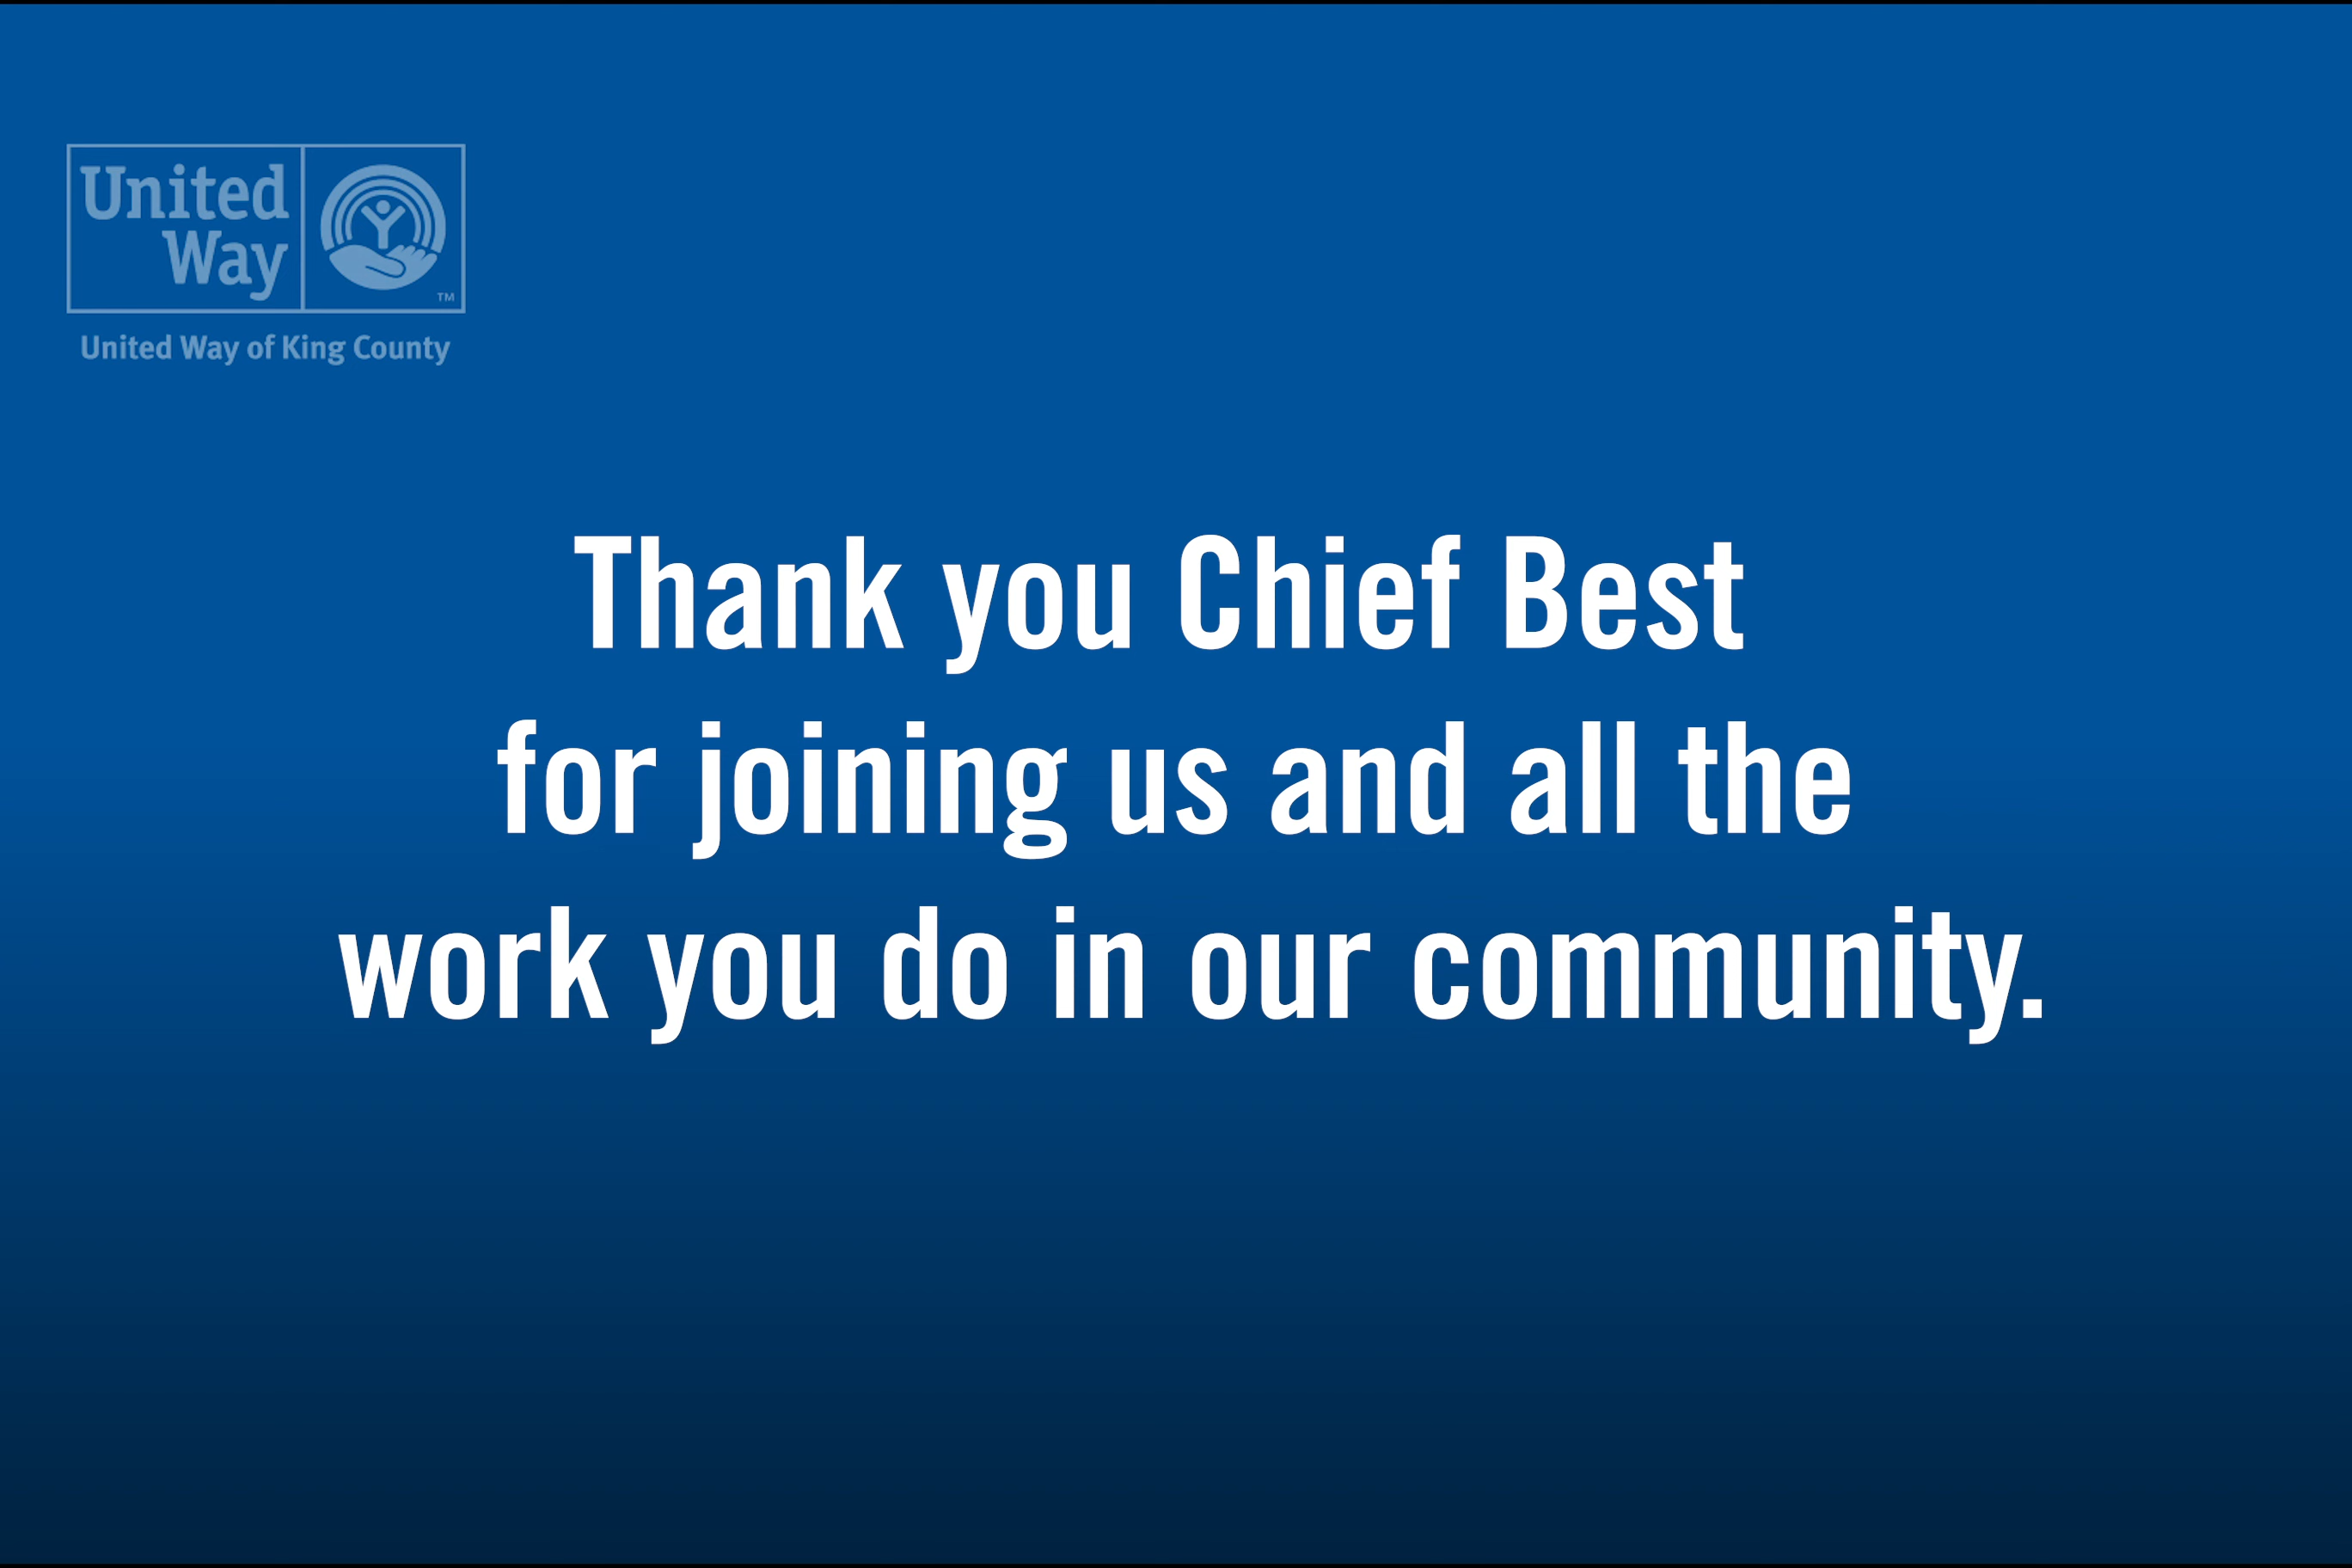 United
Way
TM
United Way of King County
Thank you Chief Best
for joining us and all the
work you do in our community.